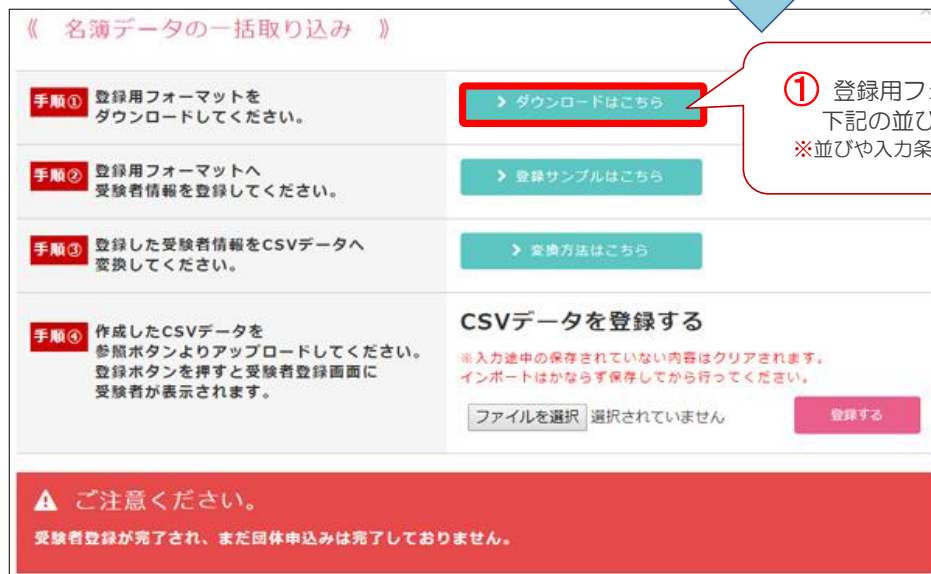 《 名簿データの一括取り込み 》
手順① 登録用フォーマットを
ダウンロードしてください。
> ダウンロードはこちら
① 登録用フォ
下記の並び
※並びや入力条
手順② 登録用フォーマットへ
受験者情報を登録してください。
> 登録サンプルはこちら
手順③ 登録した受験者情報をCSVデータへ
変換してください。
> 変換方法はこちら
手順④ 作成したCSVデータを
参照ボタンよりアップロードしてください。
登録ボタンを押すと受験者登録画面に
受験者が表示されます。
CSVデータを登録する
※入力途中の保存されていない内容はクリアされます。
インポートはかならず保存してから行ってください。
ファイルを選択 選択されていません
登録する
ご注意ください。
受験者登録が完了され、まだ団体申込みは完了しておりません。